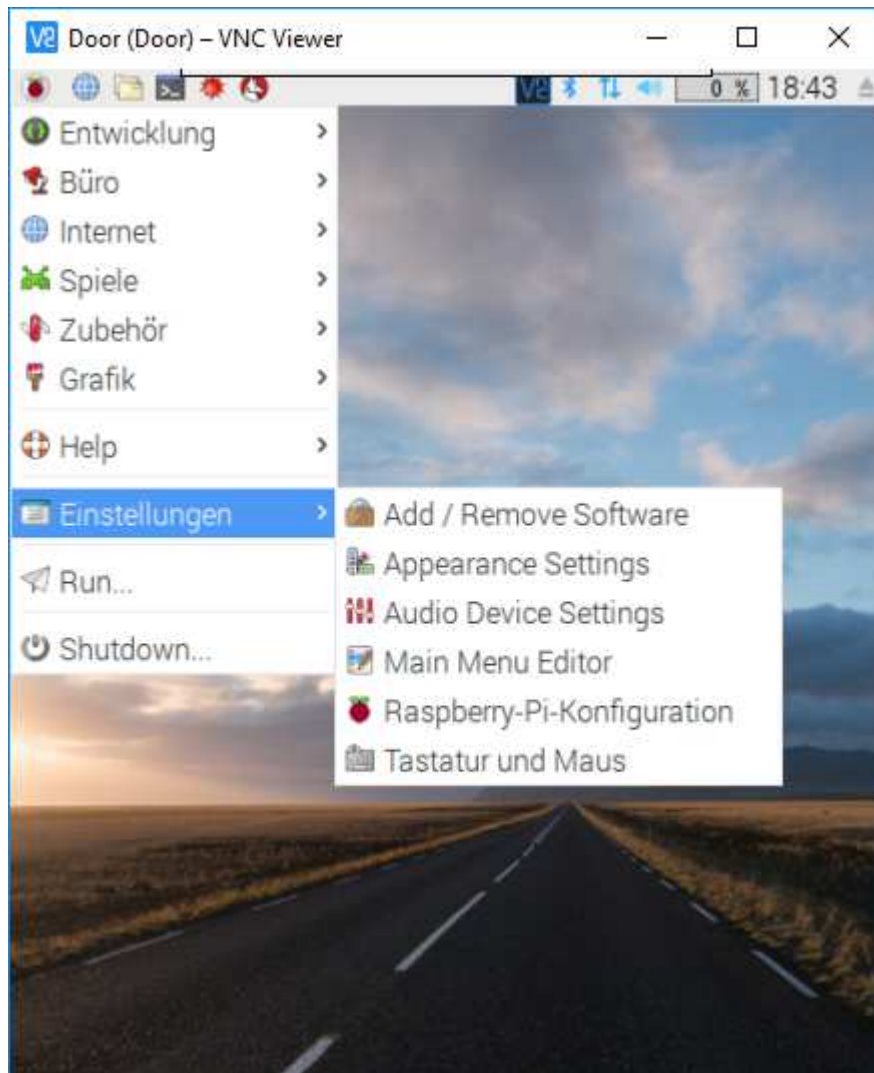 Door (Door) – VNC Viewer
0 % 18:43
Entwicklung
Büro
Internet
Spiele
Zubehör
Grafik
Help
Einstellungen
Add / Remove Software
Appearance Settings
Audio Device Settings
Main Menu Editor
Raspberry-Pi-Konfiguration
Tastatur und Maus
Run...
Shutdown...